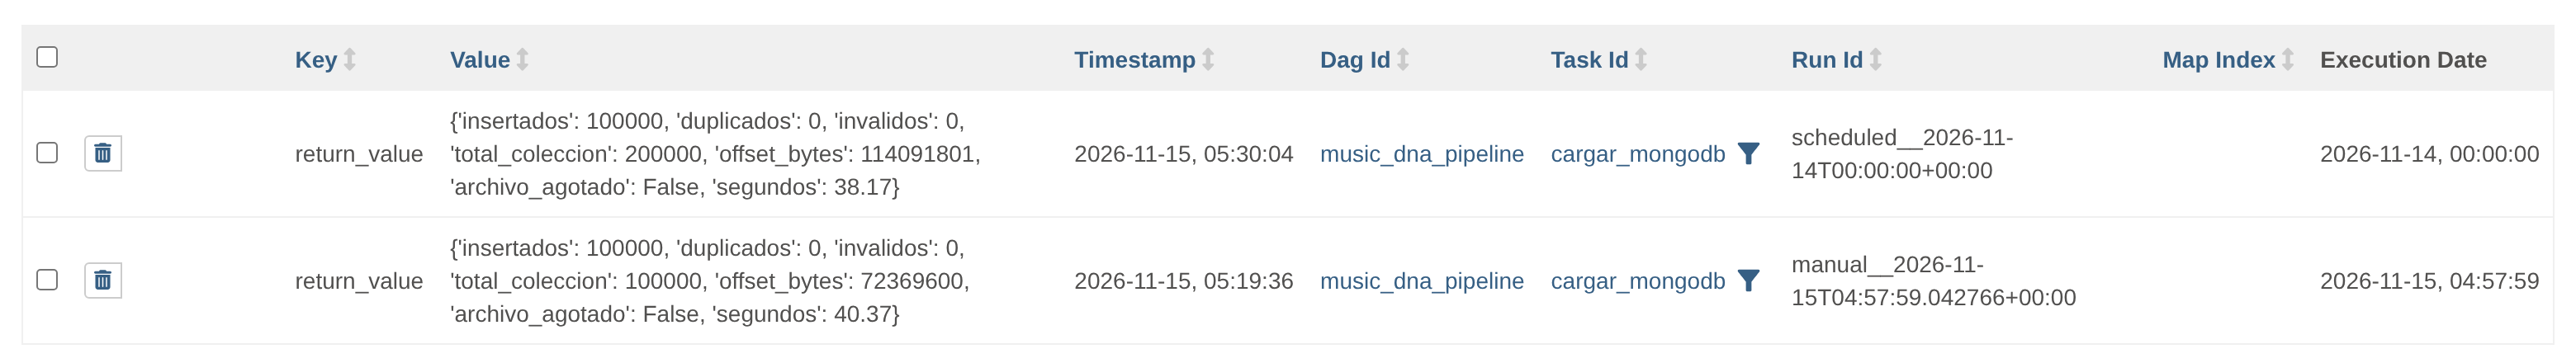 Key Value Timestamp Dag Id Task Id Run Id Map Index Execution Date
return_value
{'insertados': 100000, 'duplicados': 0, 'invalidos': 0,
'total_coleccion': 200000, 'offset_bytes': 114091801,
'archivo_agotado': False, 'segundos': 38.17}
2026-11-15, 05:30:04
music_dna_pipeline
cargar_mongodb
scheduled__2026-11-
14T00:00:00+00:00
2026-11-14, 00:00:00
return_value
{'insertados': 100000, 'duplicados': 0, 'invalidos': 0,
'total_coleccion': 100000, 'offset_bytes': 72369600,
'archivo_agotado': False, 'segundos': 40.37}
2026-11-15, 05:19:36
music_dna_pipeline
cargar_mongodb
manual__2026-11-
15T04:57:59.042766+00:00
2026-11-15, 04:57:59